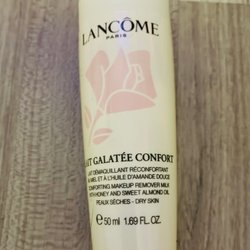 LANCÔME
PARIS
LAIT GALATÉE CONFORT
LAIT DÉMAQUILLANT RÉCONFORTANT
AU MIEL ET À L'HUILE D'AMANDE DOUCE
COMFORTING MAKEUP REMOVER MILK
WITH HONEY AND SWEET ALMOND OIL
PEAUX SÈCHES - DRY SKIN
℮50 ml 1.69 FL.OZ.